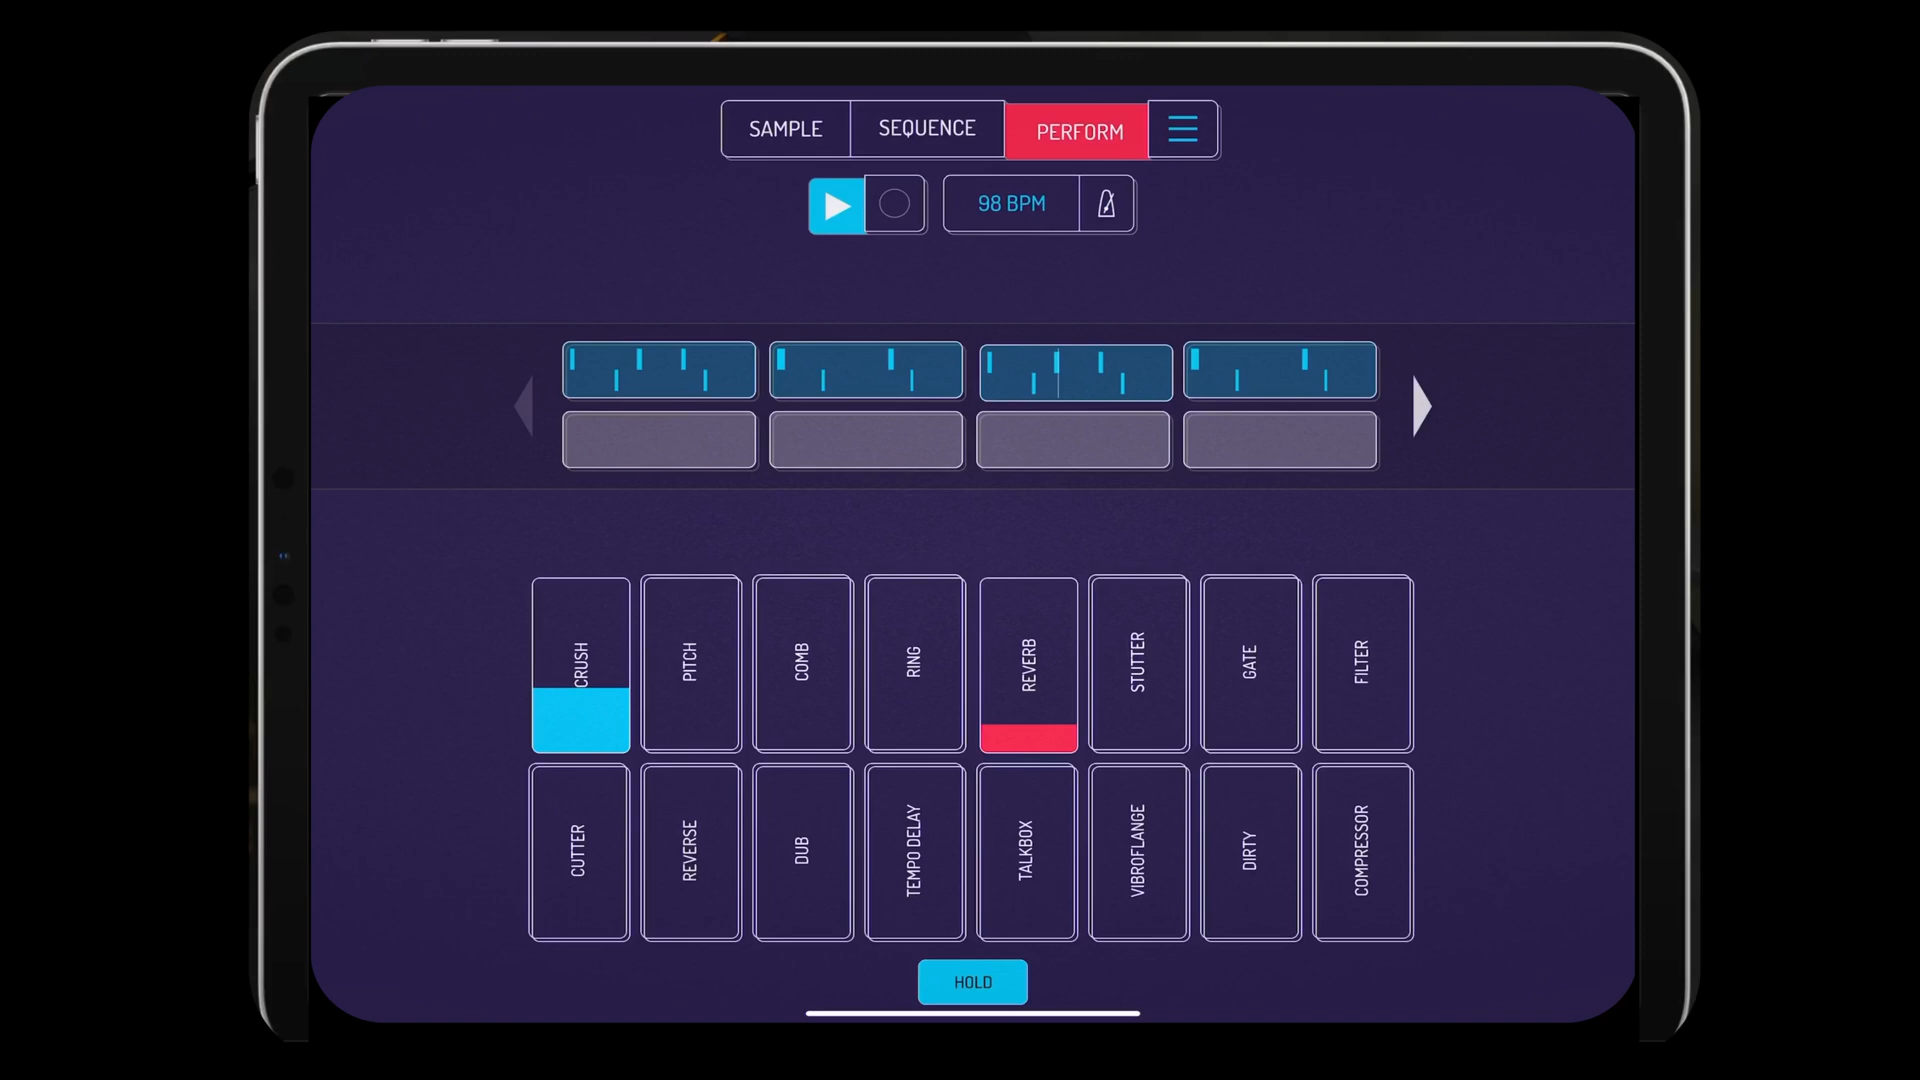 SAMPLE SEQUENCE PERFORM
98 BPM
CRUSH PITCH COMB RING REVERB STUTTER GATE FILTER
CUTTER REVERSE DUB TEMPO DELAY TALKBOX VIBROFLANGE DIRTY COMPRESSOR
HOLD